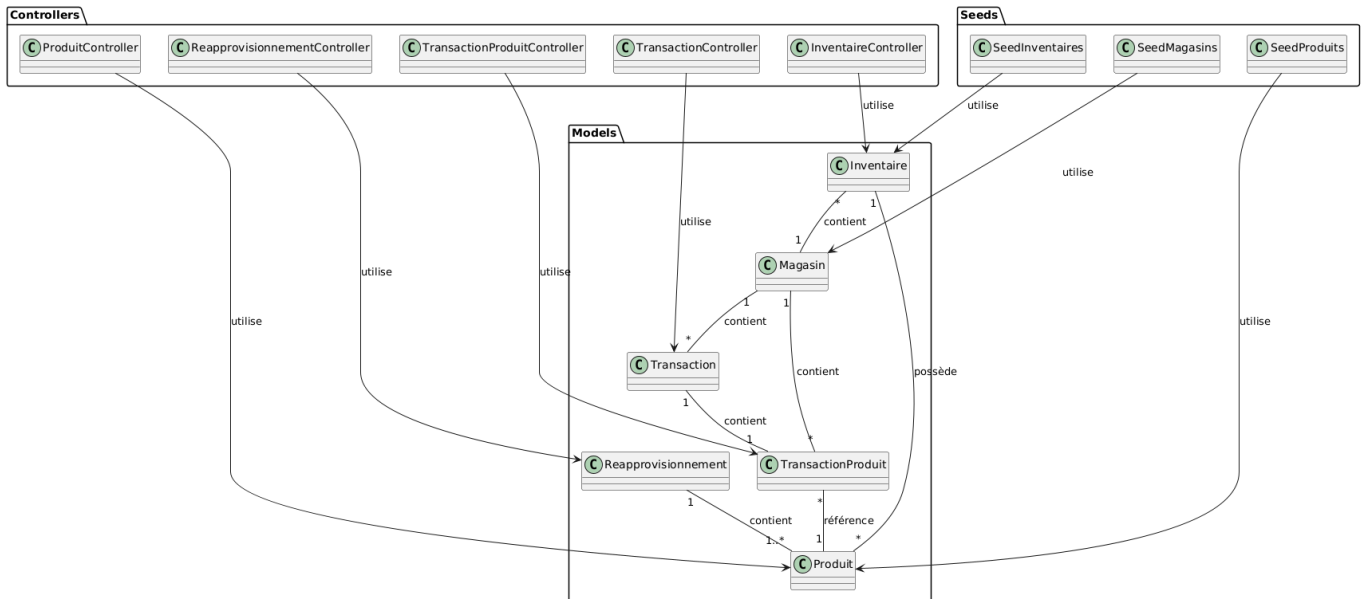 Controllers
Seeds
C ProduitController
C ReapprovisionnementController
C TransactionProduitController
C TransactionController
C InventaireController
C SeedInventaires
C SeedMagasins
C SeedProduits
utilise
utilise
Models
C Inventaire
utilise
* 1
utilise
contient
1
C Magasin
utilise
utilise
1 1
utilise
contient
utilise
*
C Transaction
contient
possède
1
contient
1 *
C Reapprovisionnement
C TransactionProduit
1 *
contient
référence
1..* 1 *
C Produit